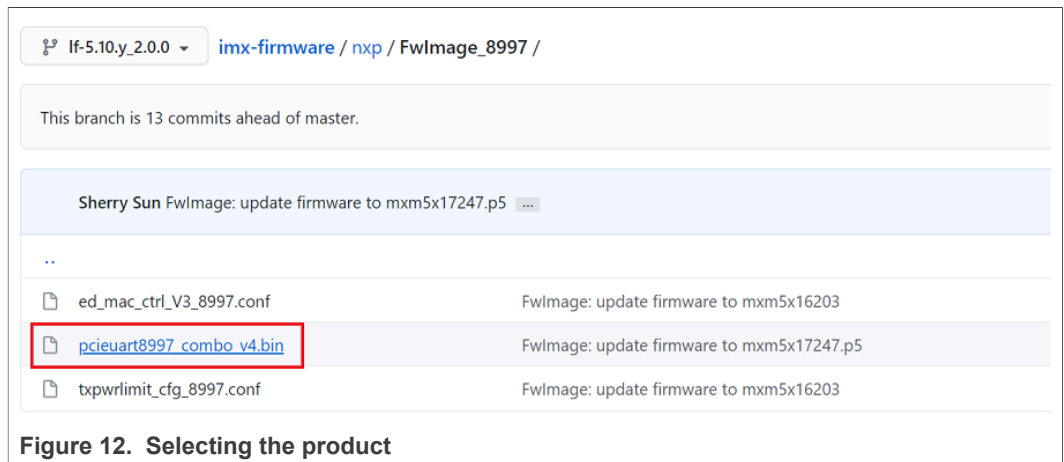 lf-5.10.y_2.0.0 imx-firmware / nxp / FwImage_8997 /
This branch is 13 commits ahead of master.
Sherry Sun FwImage: update firmware to mxm5x17247.p5 ...
..
ed_mac_ctrl_V3_8997.conf FwImage: update firmware to mxm5x16203
pcieuart8997_combo_v4.bin FwImage: update firmware to mxm5x17247.p5
txpwrlimit_cfg_8997.conf FwImage: update firmware to mxm5x16203
Figure 12. Selecting the product